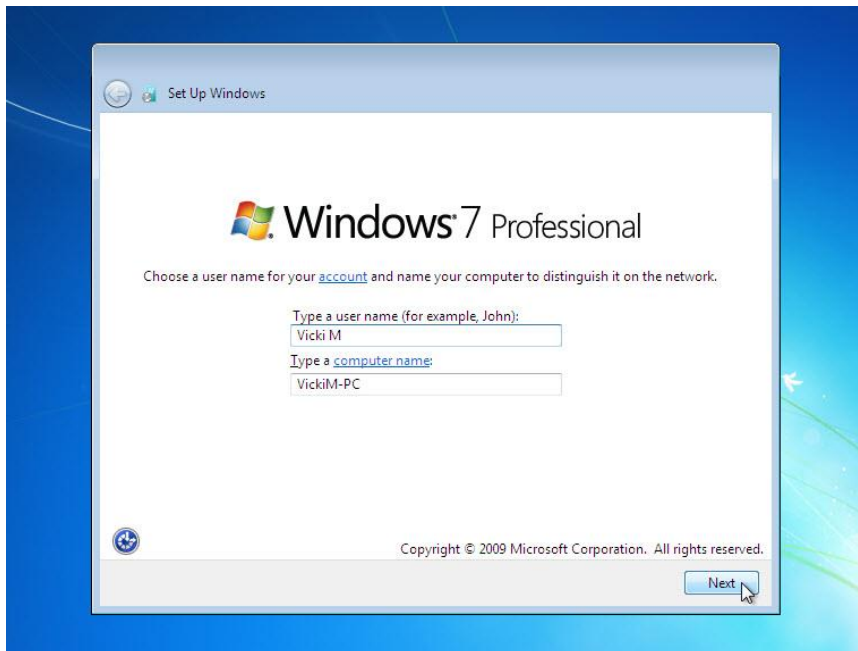 Set Up Windows
Windows 7 Professional
Choose a user name for your account and name your computer to distinguish it on the network.
Type a user name (for example, John):
Vicki M
Type a computer name:
VickiM-PC
Copyright © 2009 Microsoft Corporation. All rights reserved.
Next